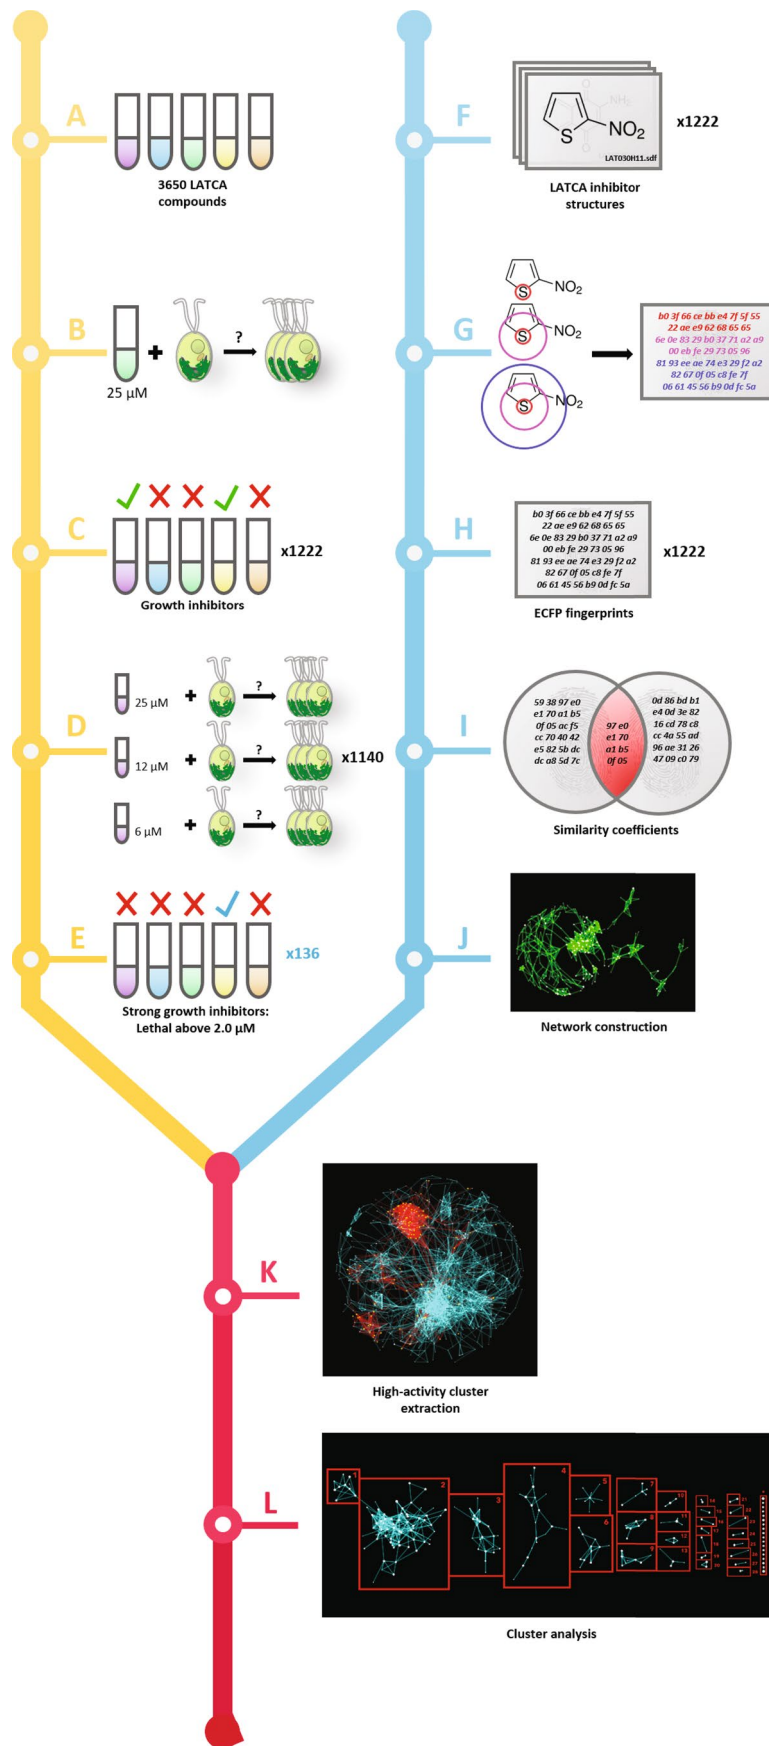 A
3650 LATCA
compounds
B
?
+
25 µM
C
x1222
Growth inhibitors
D
?
25 µM
+
?
12 µM
+
x1140
?
6 µM
+
E
x136
Strong growth inhibitors:
Lethal above 2.0 µM
F
S
NO2
x1222
LAT030H11.sdf
LATCA inhibitor
structures
G
S
NO2
S
NO2
S
NO2
b0 3f 66 ce bb e4 7f 5f 55
22 ae e9 62 68 65 65
6e 0e 83 29 b0 37 71 a2 a9
00 eb fe 29 73 05 96
81 93 ee ae 74 e3 29 f2 a2
82 67 0f 05 c8 fe 7f
06 61 45 56 b9 0d fc 5a
H
b0 3f 66 ce bb e4 7f 5f 55
22 ae e9 62 68 65 65
6e 0e 83 29 b0 37 71 a2 a9
00 eb fe 29 73 05 96
81 93 ee ae 74 e3 29 f2 a2
82 67 0f 05 c8 fe 7f
06 61 45 56 b9 0d fc 5a
x1222
ECFP fingerprints
I
59 38 97 e0
e1 70 a1 b5
0f 05 ac f5
cc 70 40 42
e5 82 5b dc
dc a8 5d 7c
97 e0
e1 70
a1 b5
0f 05
0d 86 bd b1
e4 0d 3e 82
16 cd 78 c8
cc 4a 55 ad
96 ae 31 26
47 09 c0 79
Similarity coefficients
J
Network construction
K
High-activity cluster
extraction
L
1
2
3
4
5
6
7
8
9
10
11
12
13
Cluster analysis